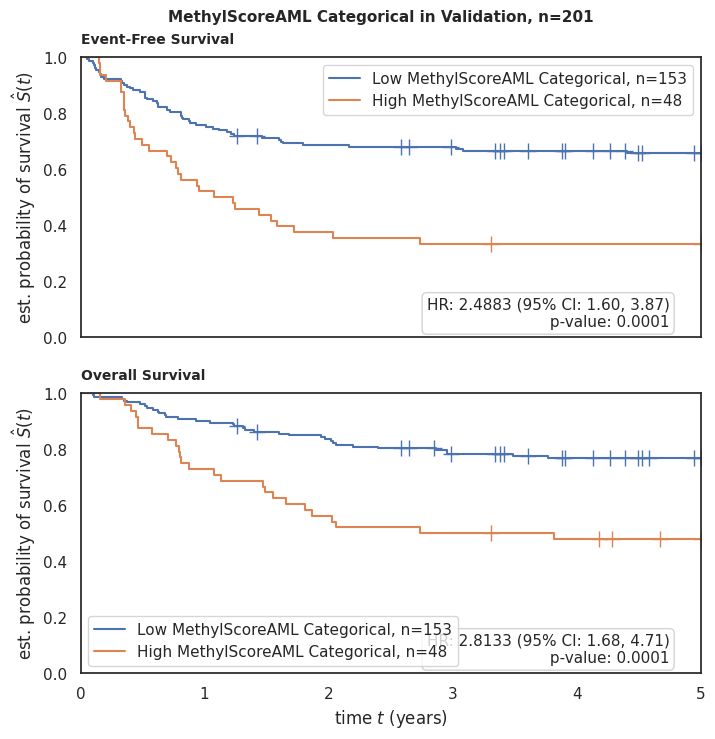 MethylScoreAML Categorical in Validation, n=201
Event-Free Survival
1.0
0.8
0.6
0.4
0.2
0.0
est. probability of survival Ŝ(t)
Low MethylScoreAML Categorical, n=153
High MethylScoreAML Categorical, n=48
HR: 2.4883 (95% CI: 1.60, 3.87)
p-value: 0.0001
Overall Survival
1.0
0.8
0.6
0.4
0.2
0.0
est. probability of survival Ŝ(t)
Low MethylScoreAML Categorical, n=153
High MethylScoreAML Categorical, n=48
HR: 2.8133 (95% CI: 1.68, 4.71)
p-value: 0.0001
0 1 2 3 4 5
time t (years)